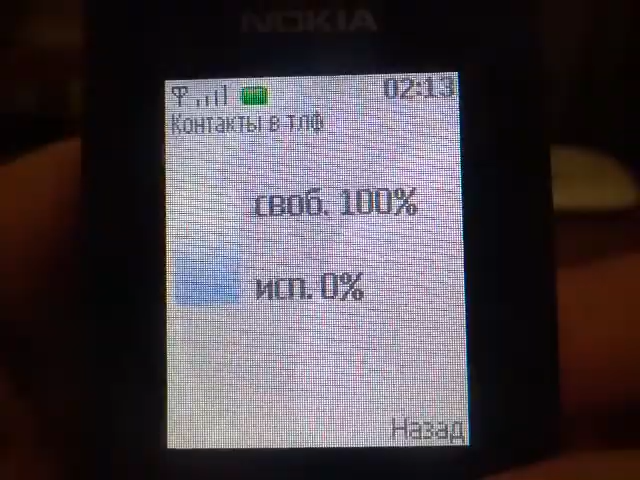 NOKIA
02:13
Контакты в тлф
своб. 100%
исп. 0%
Назад